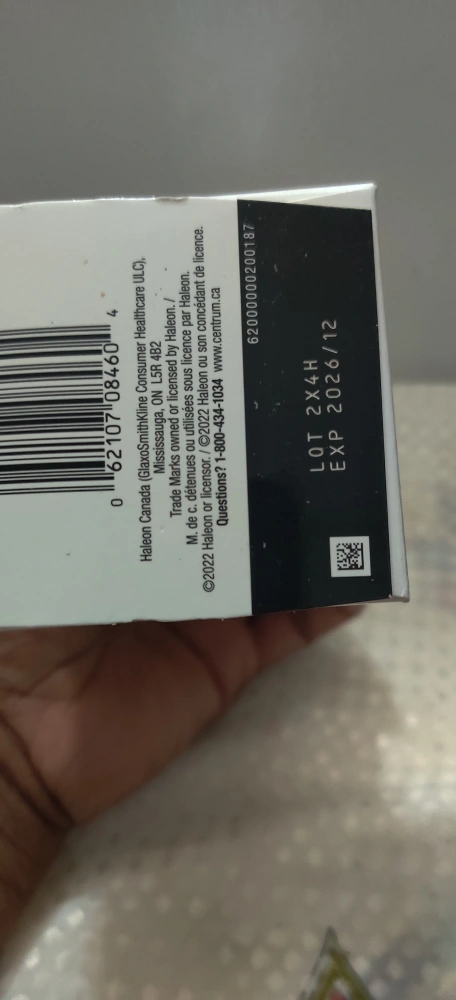 0 62107 08460 4
Haleon Canada (GlaxoSmithKline Consumer Healthcare ULC),
Mississauga, ON L5R 4B2
Trade Marks owned or licensed by Haleon. /
M. de c. détenues ou utilisées sous licence par Haleon.
©2022 Haleon or licensor. / ©2022 Haleon ou son concédant de licence.
Questions? 1-800-434-1034 www.centrum.ca
62000000200187
LOT 2X4H
EXP 2026/12